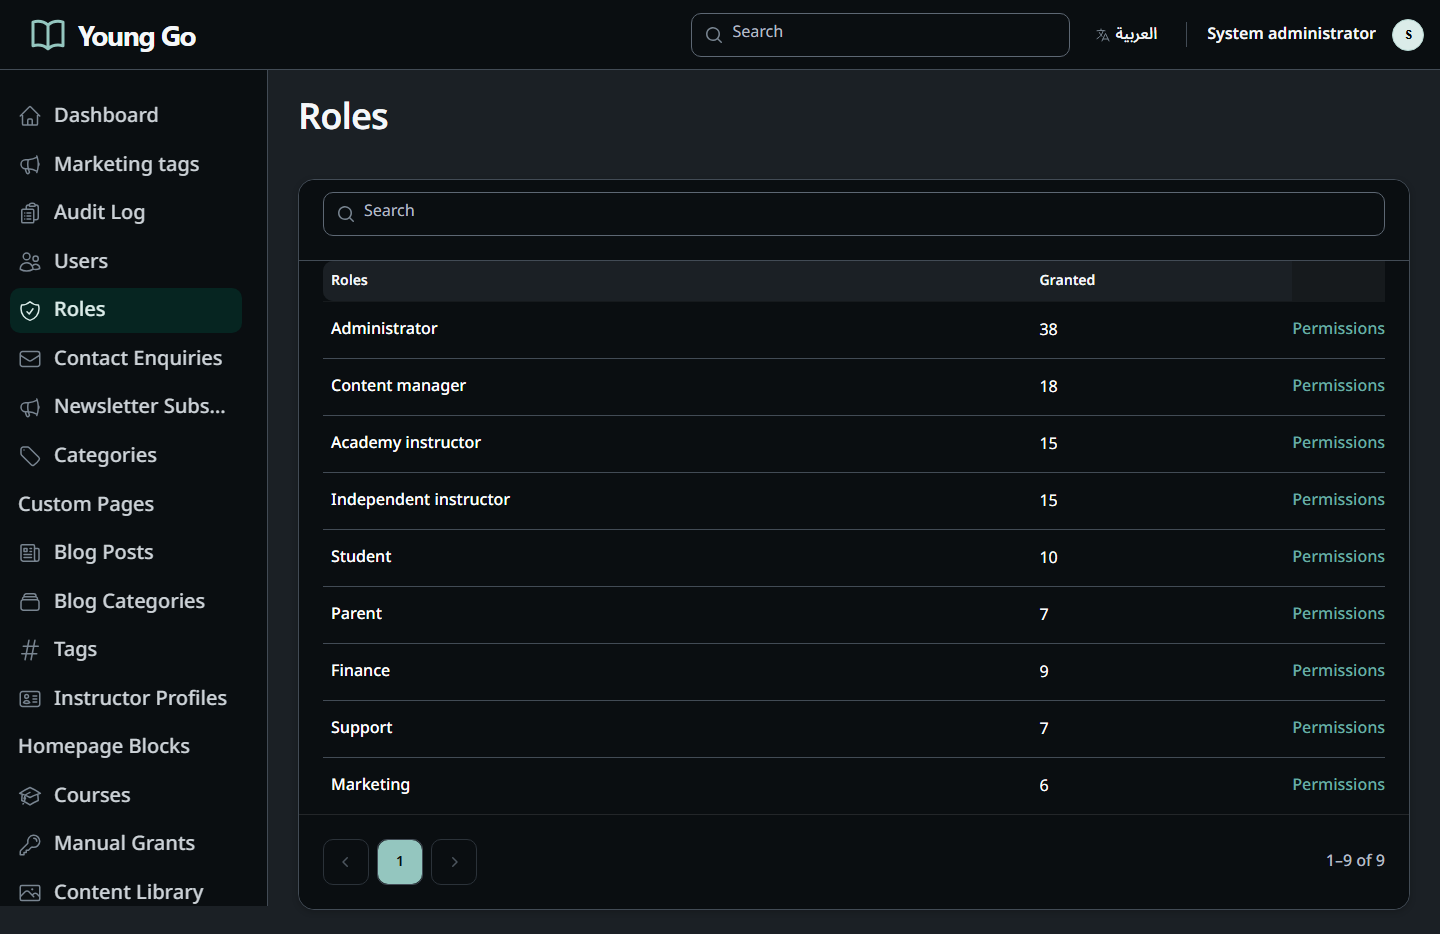 Young Go
Search
العربية
System administrator
S
Dashboard
Marketing tags
Audit Log
Users
Roles
Contact Enquiries
Newsletter Subs...
Categories
Custom Pages
Blog Posts
Blog Categories
Tags
Instructor Profiles
Homepage Blocks
Courses
Manual Grants
Content Library
Roles
Search
Roles Granted
Administrator 38 Permissions
Content manager 18 Permissions
Academy instructor 15 Permissions
Independent instructor 15 Permissions
Student 10 Permissions
Parent 7 Permissions
Finance 9 Permissions
Support 7 Permissions
Marketing 6 Permissions
1
1–9 of 9